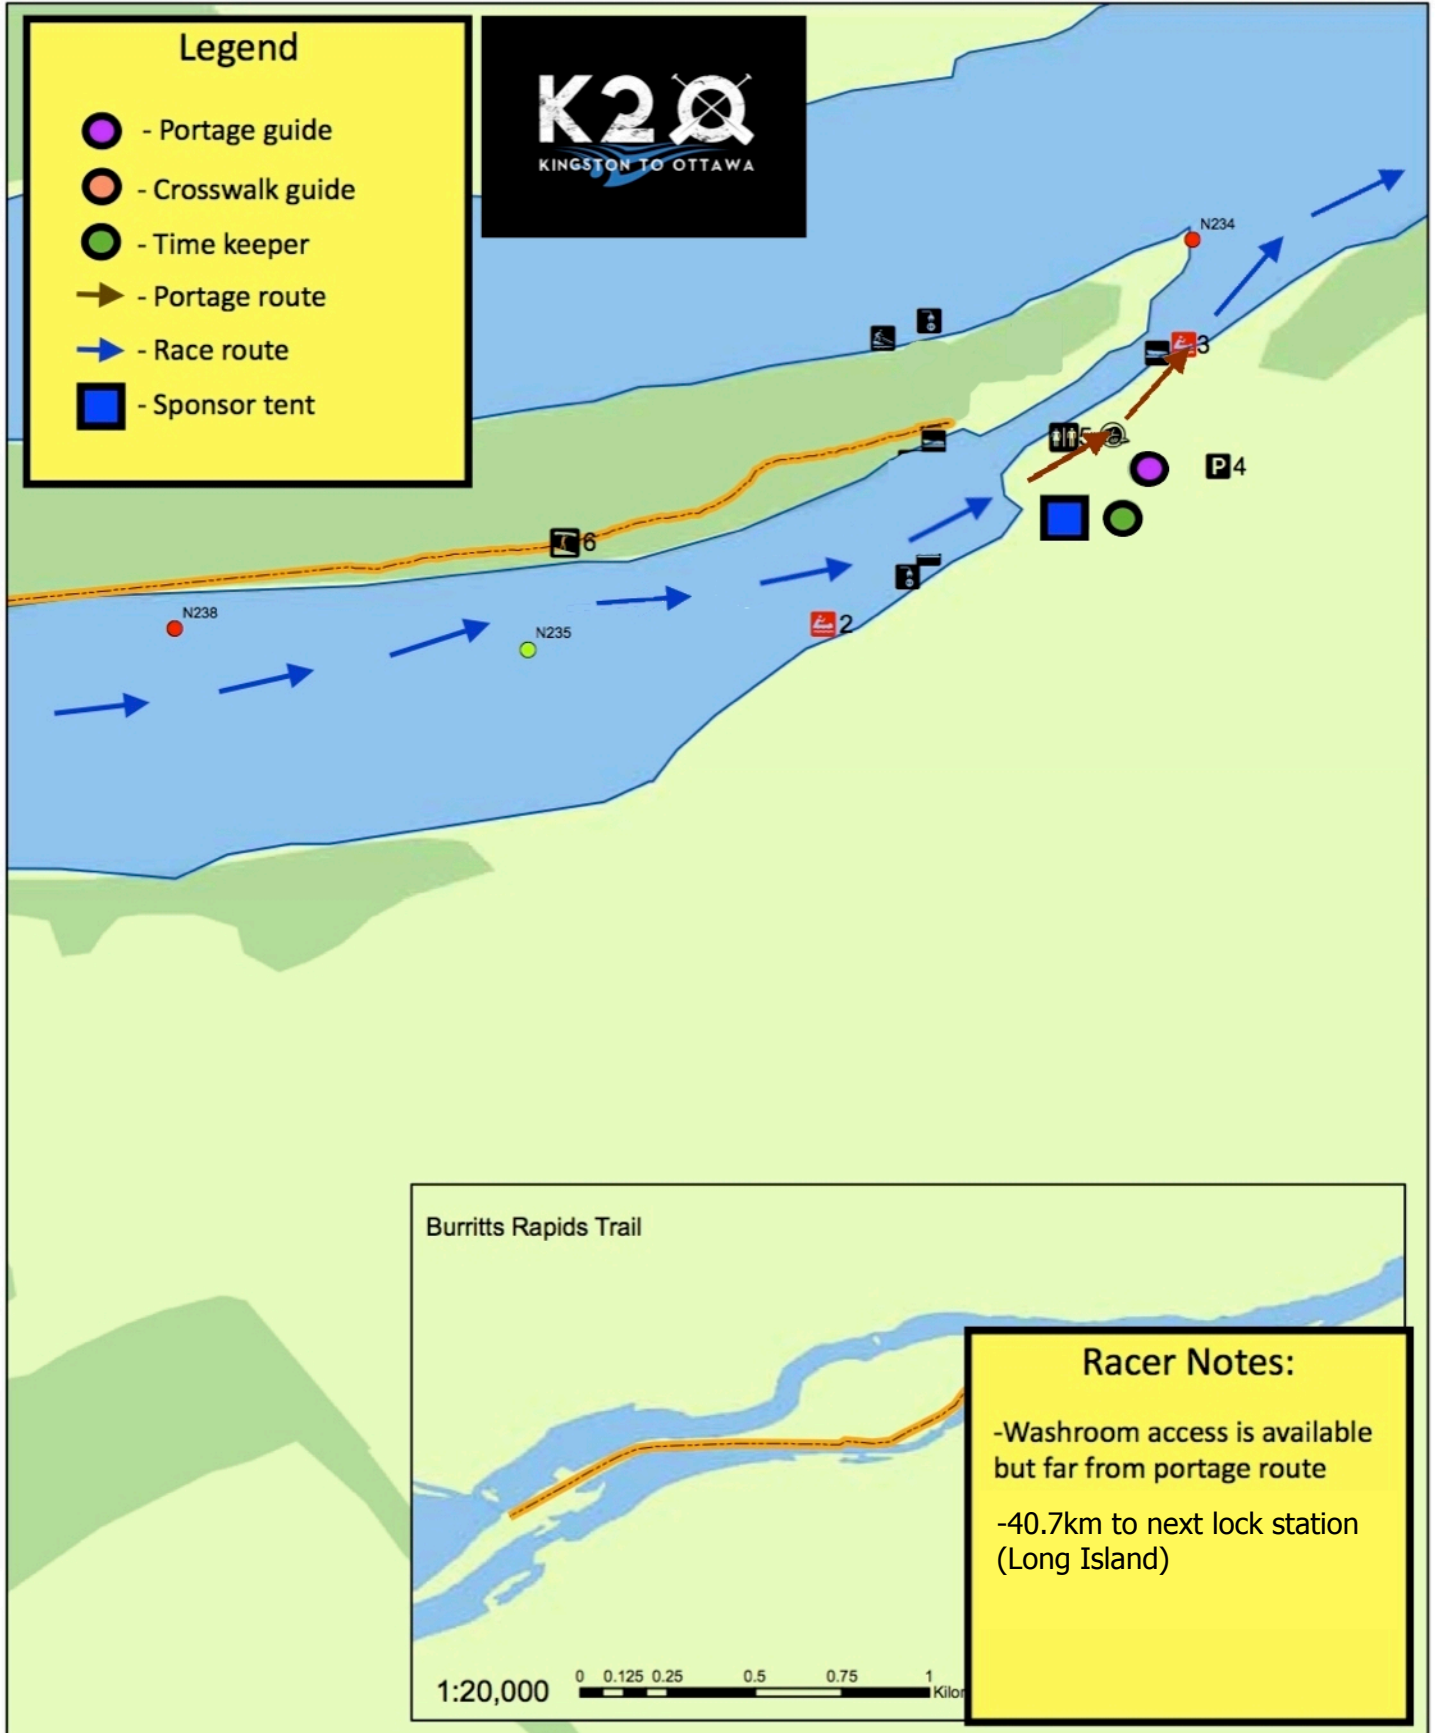 Legend
- Portage guide
- Crosswalk guide
- Time keeper
- Portage route
- Race route
- Sponsor tent
K2O
KINGSTON TO OTTAWA
N234
3
5
P 4
6
N238
N235
2
Burritts Rapids Trail
1:20,000
0 0.125 0.25 0.5 0.75 1
Kilor
Racer Notes:
-Washroom access is available
but far from portage route
-40.7km to next lock station
(Long Island)